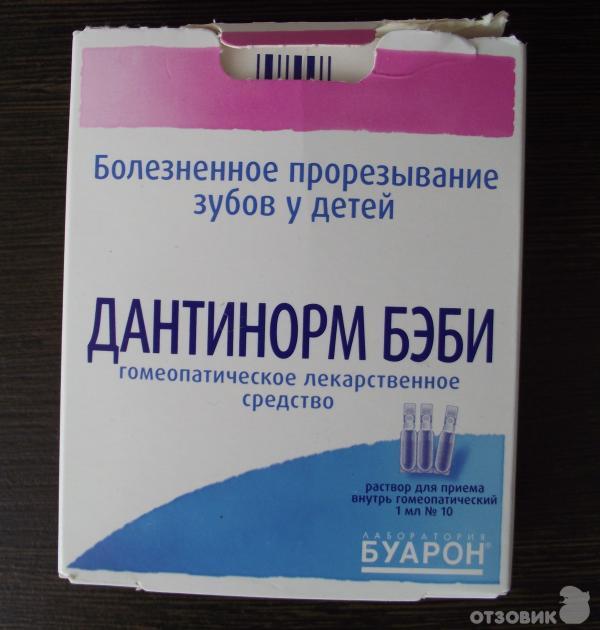 Болезненное прорезывание
зубов у детей
ДАНТИНОРМ БЭБИ
гомеопатическое лекарственное
средство
раствор для приема
внутрь гомеопатический
1 мл № 10
ЛАБОРАТОРИЯ
БУАРОН®
ОТЗОВИК